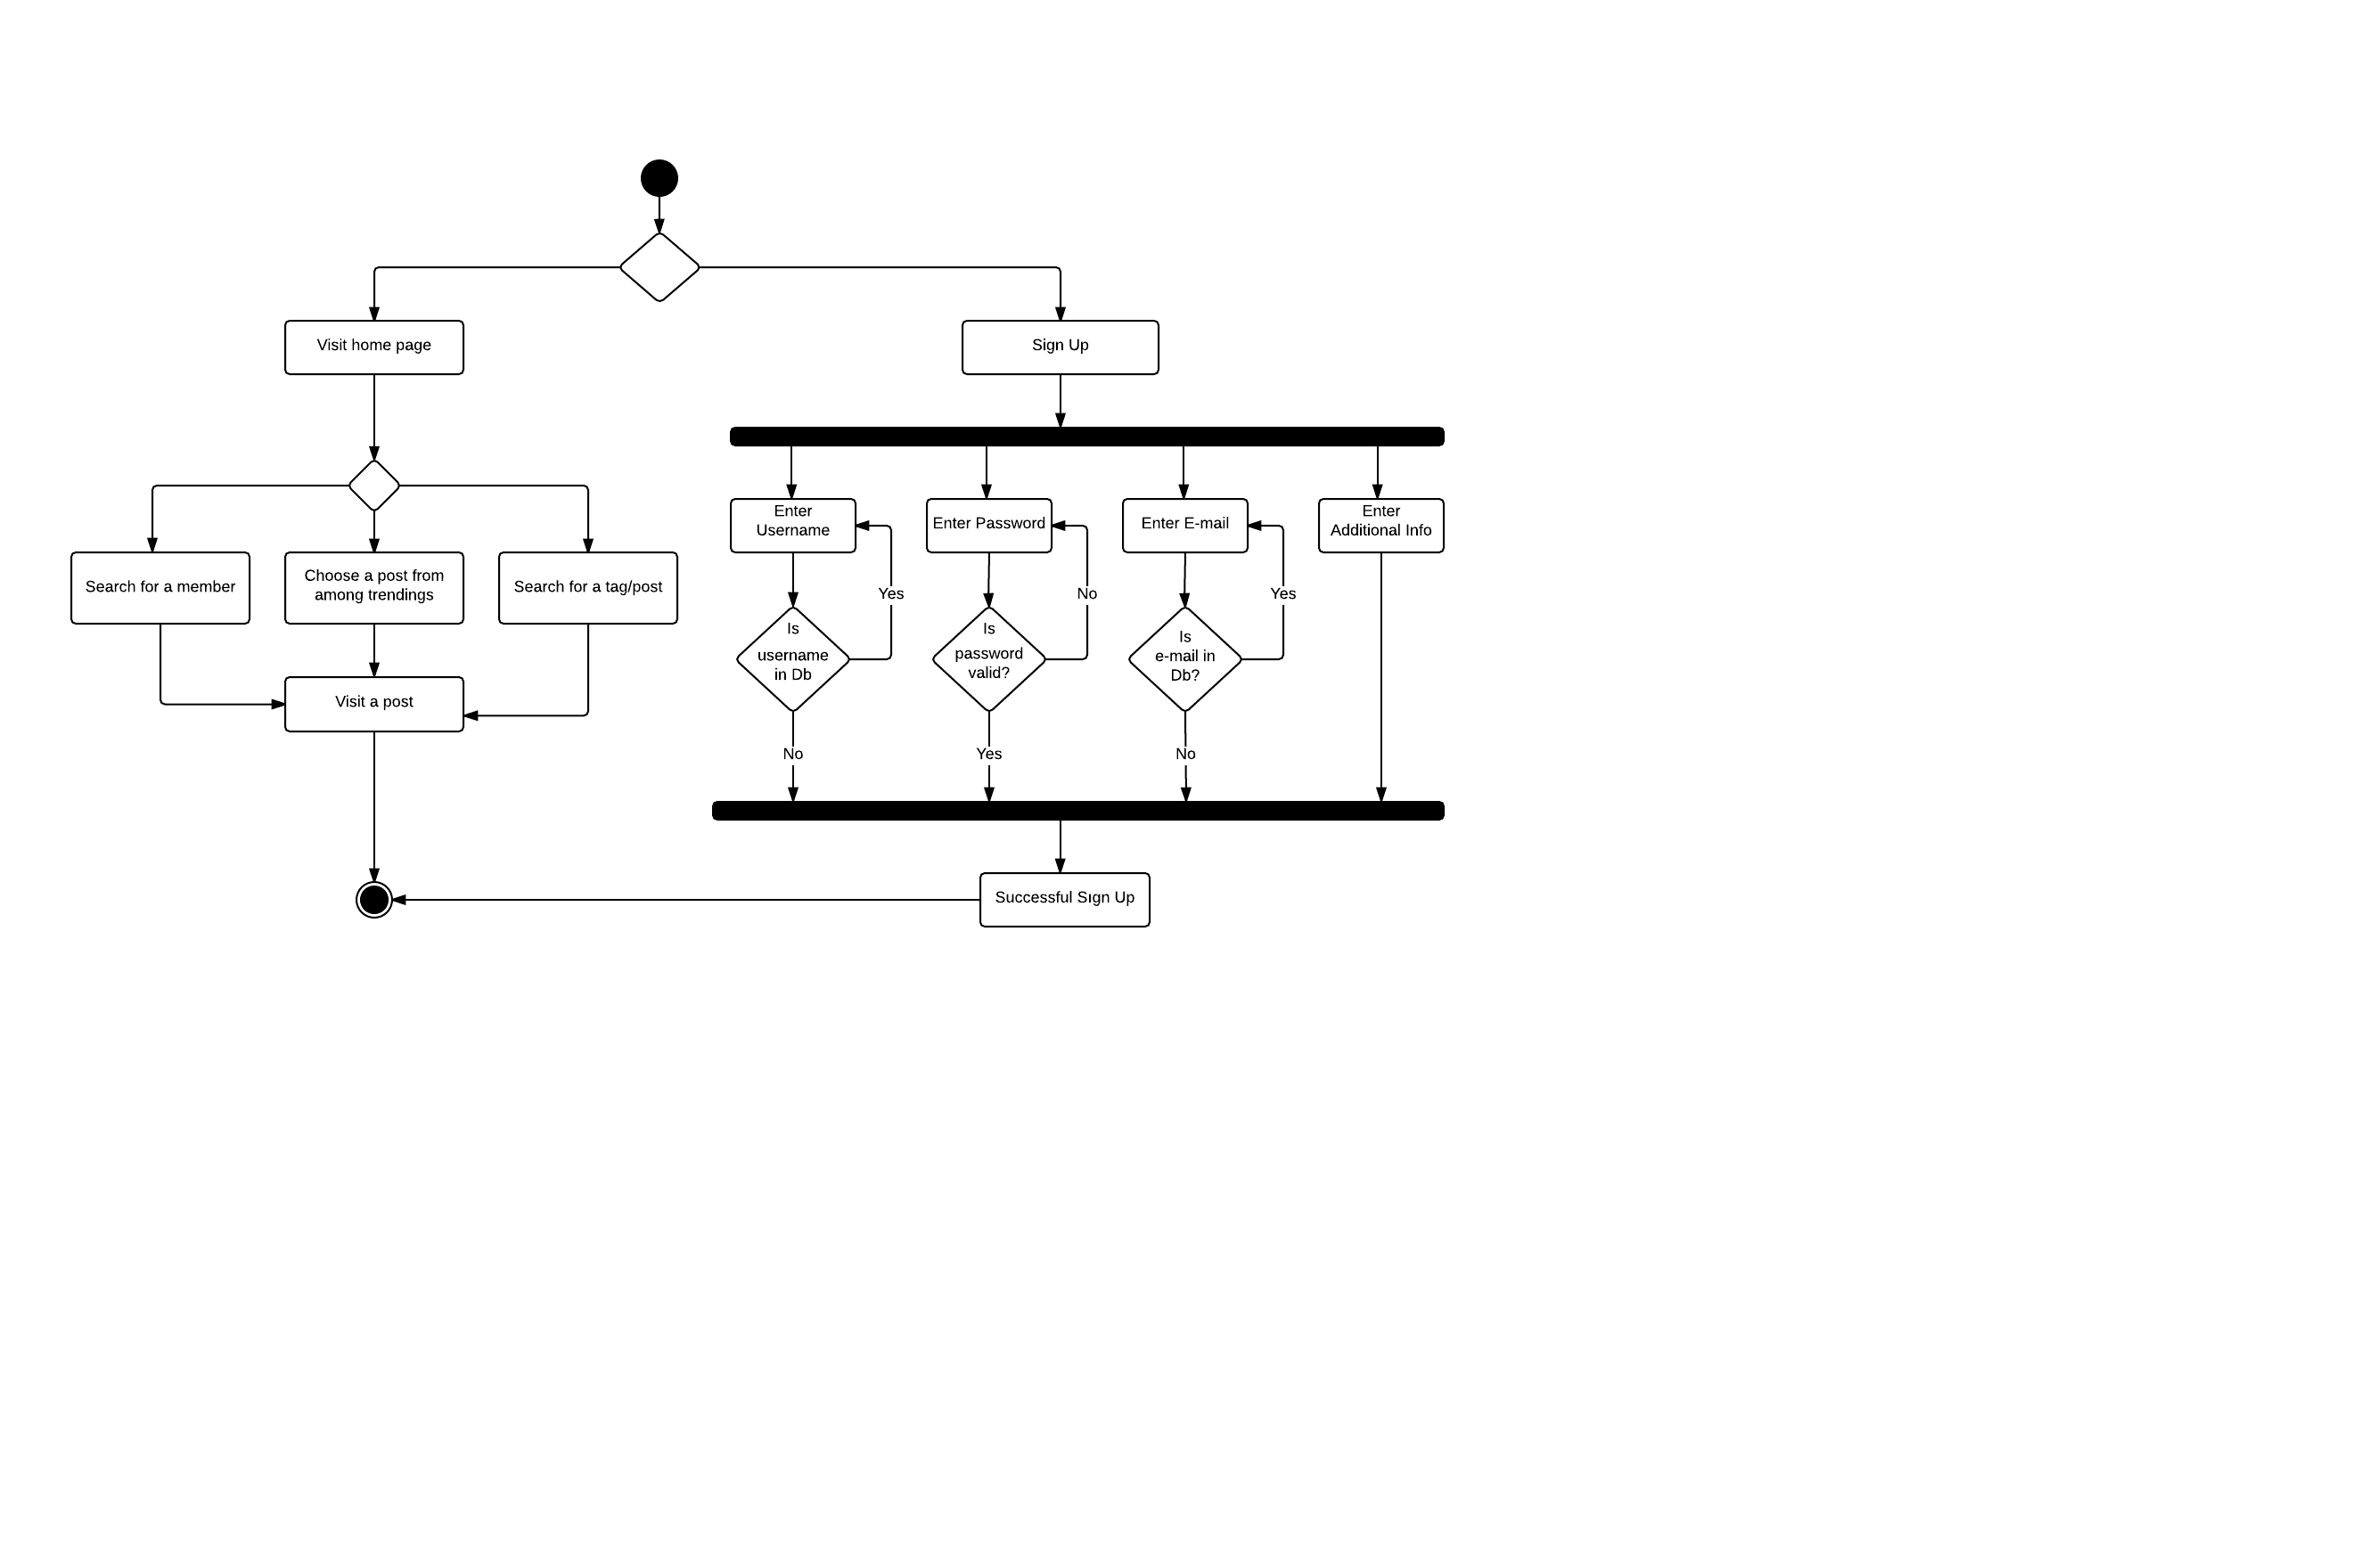 Visit home page
Sign Up
Enter
Username
Enter Password
Enter E-mail
Enter
Additional Info
Search for a member
Choose a post from
among trendings
Search for a tag/post
Yes
No
Yes
Is
username
in Db
Is
password
valid?
Is
e-mail in
Db?
Visit a post
No
Yes
No
Successful Sıgn Up